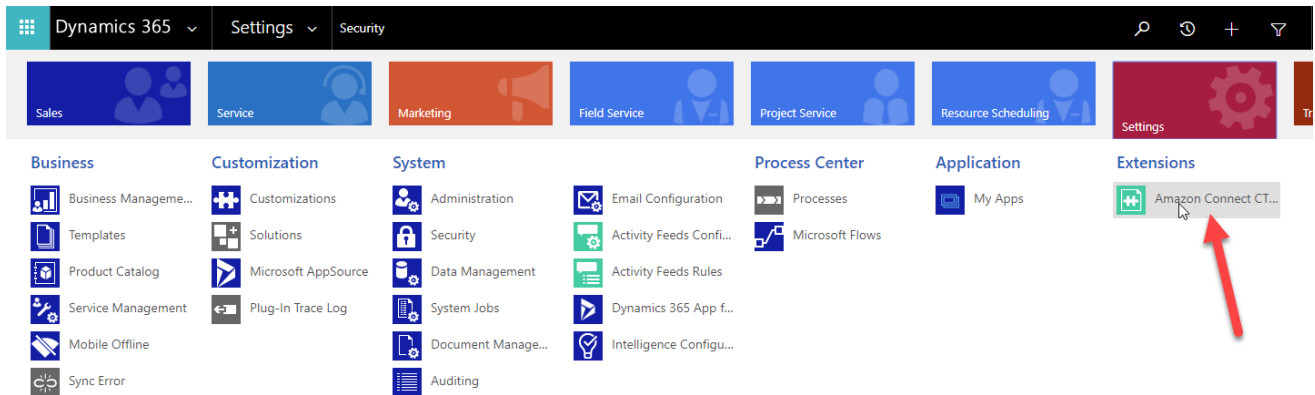 Dynamics 365 Settings Security
Sales Service Marketing Field Service Project Service Resource Scheduling Settings Tr
Business
Business Manageme...
Templates
Product Catalog
Service Management
Mobile Offline
Sync Error
Customization
Customizations
Solutions
Microsoft AppSource
Plug-In Trace Log
System
Administration
Security
Data Management
System Jobs
Document Manage...
Auditing
Email Configuration
Activity Feeds Confi...
Activity Feeds Rules
Dynamics 365 App f...
Intelligence Configu...
Process Center
Processes
Microsoft Flows
Application
My Apps
Extensions
Amazon Connect CT...